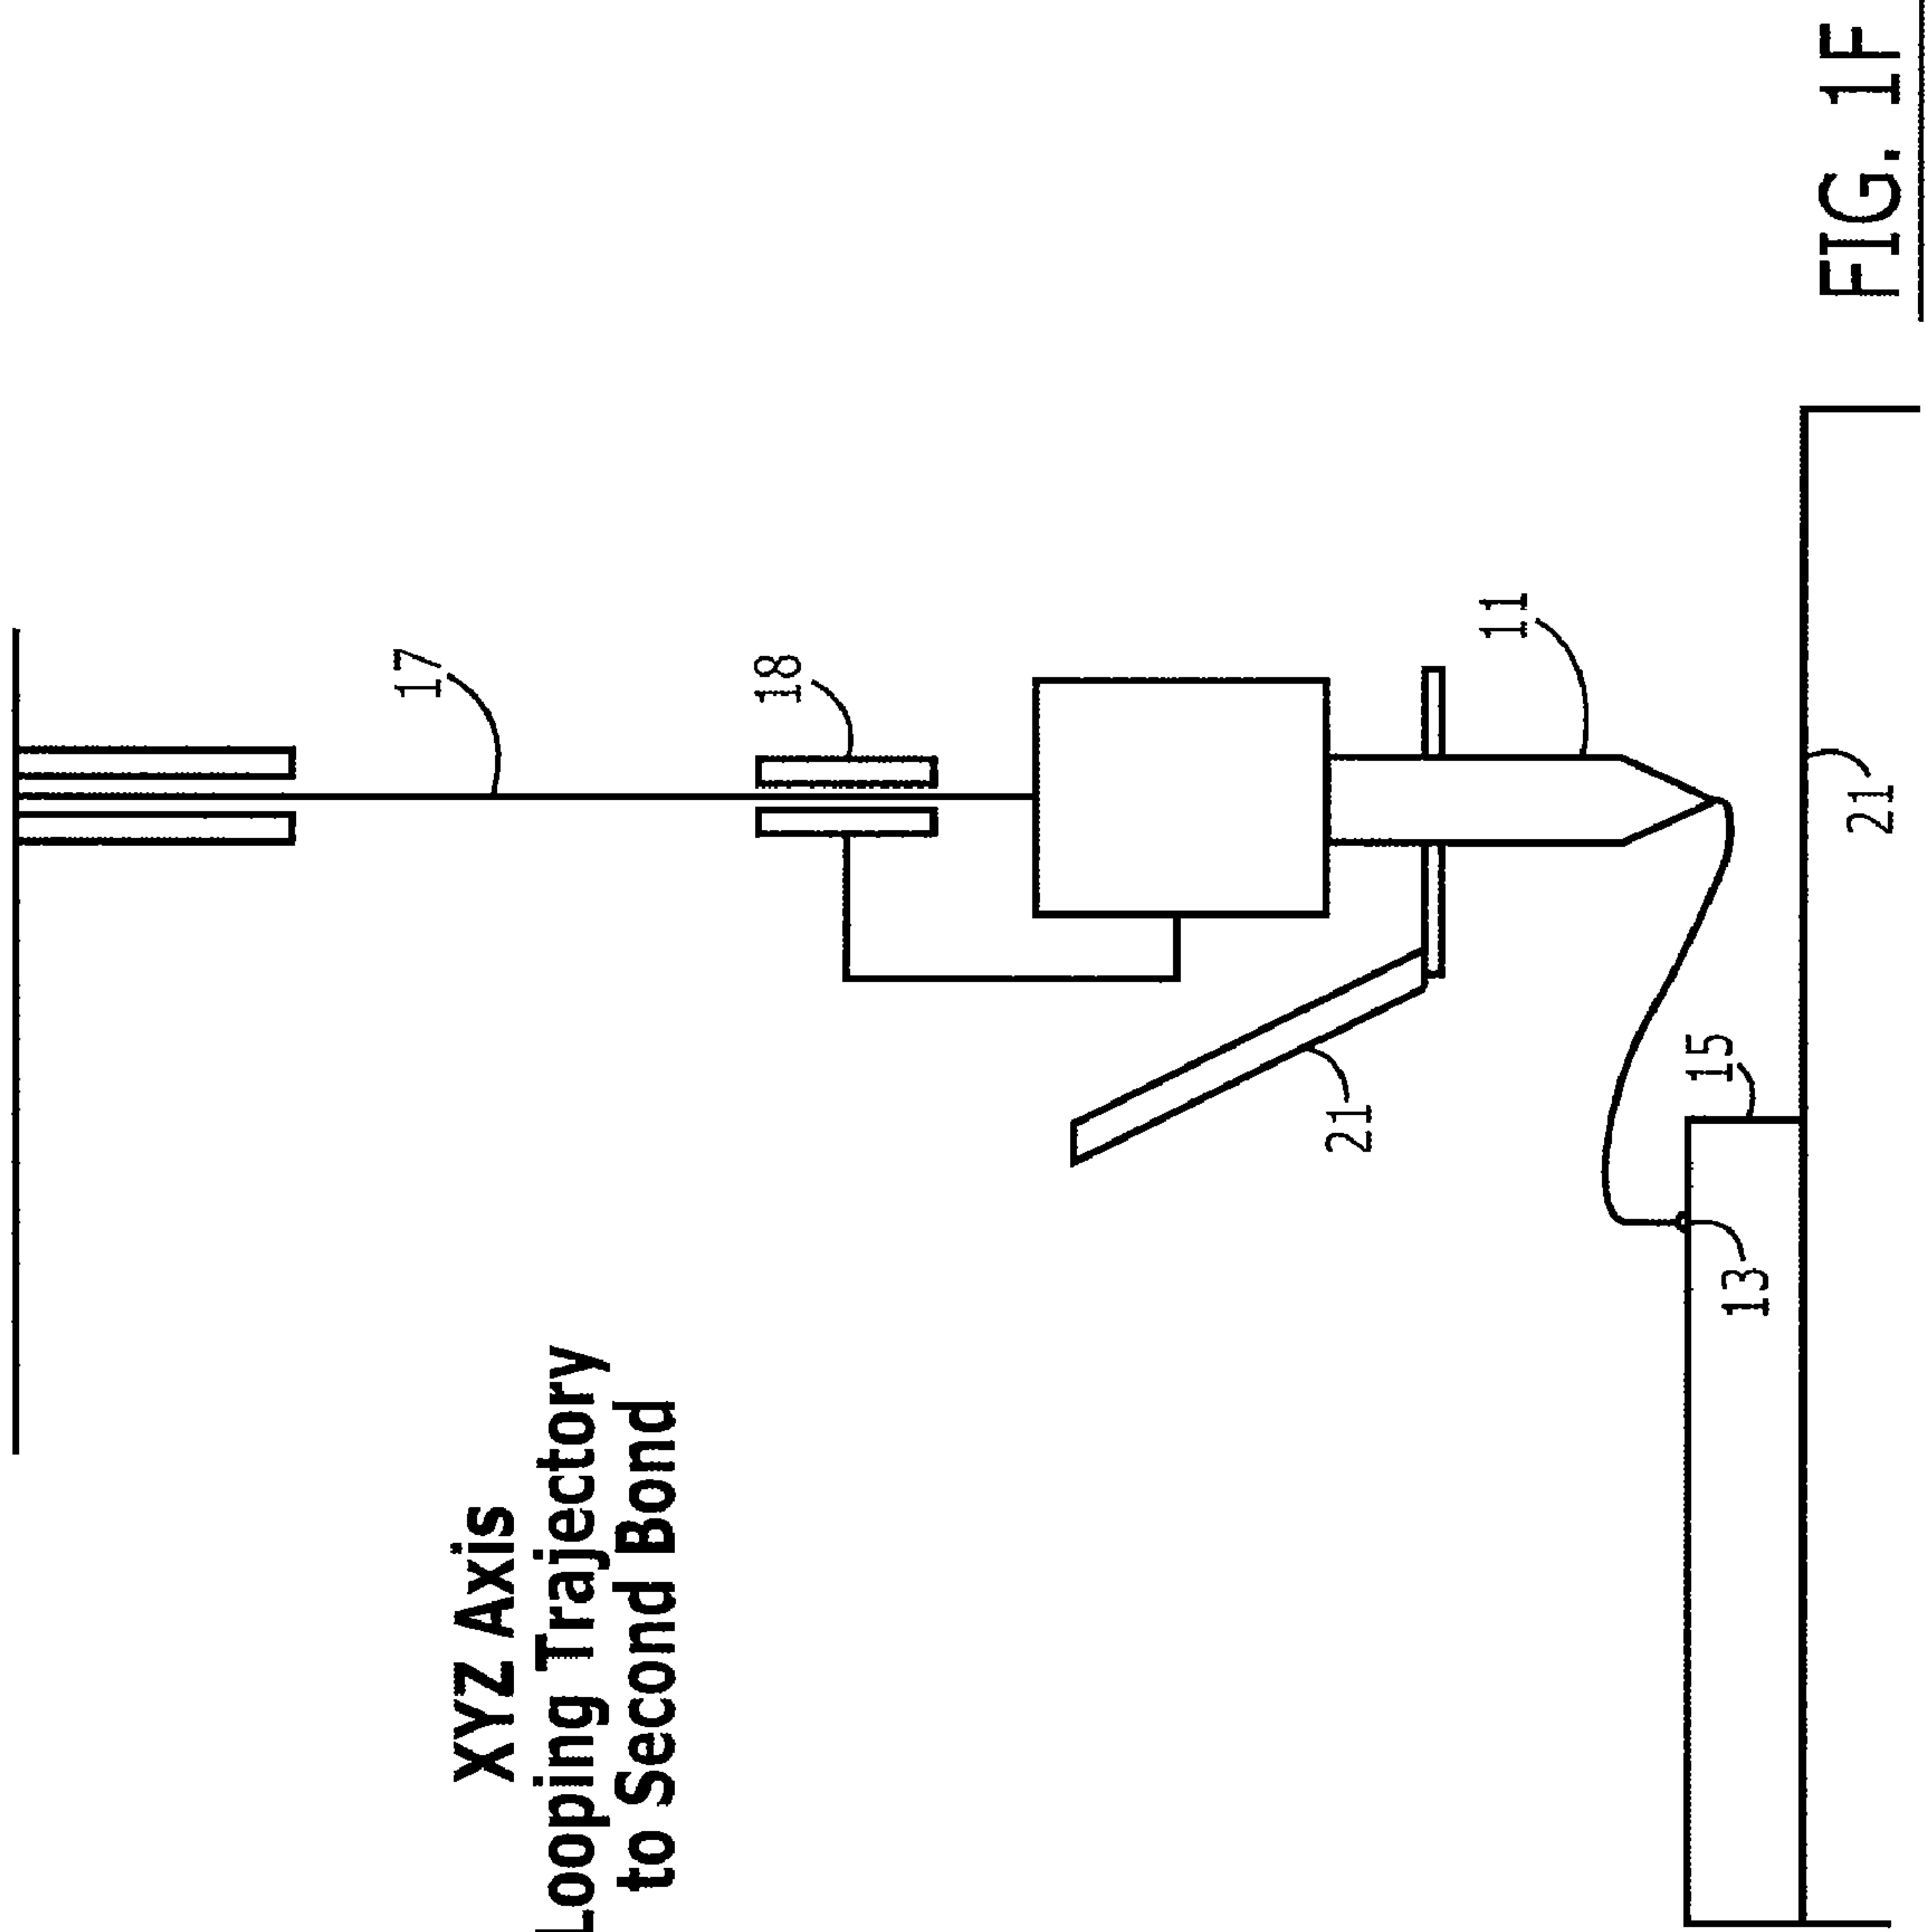 XYZ Axis
Looping Trajectory
to Second Bond
17
18
11
21
15
13
21
FIG. 1F